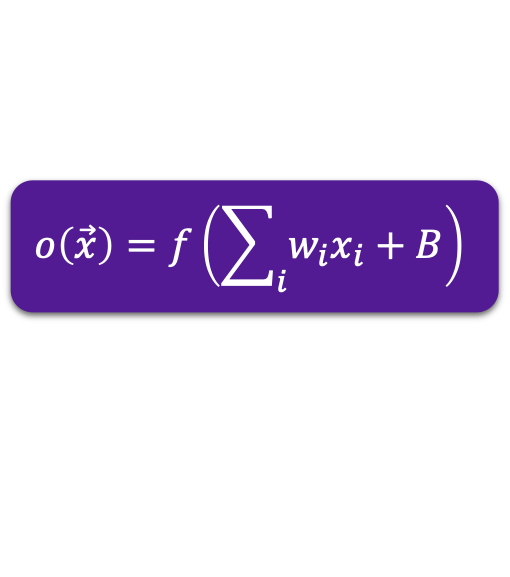 𝑜(𝑥⃗) = 𝑓(∑ᵢ 𝑤ᵢ𝑥ᵢ + 𝐵)